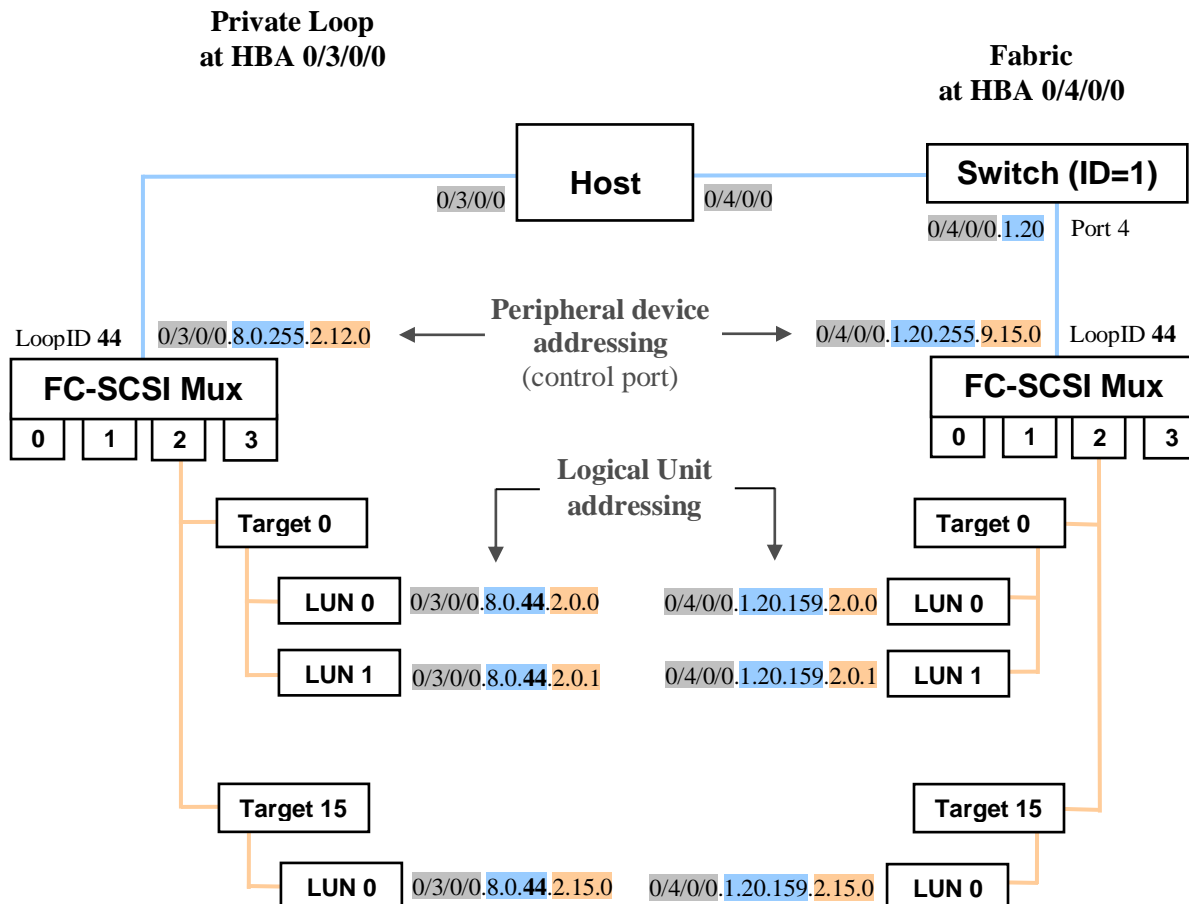 Private Loop
at HBA 0/3/0/0
Fabric
at HBA 0/4/0/0
Host
Switch (ID=1)
0/3/0/0
0/4/0/0
0/4/0/0.1.20
Port 4
Peripheral device
addressing
(control port)
LoopID 44
0/3/0/0.8.0.255.2.12.0
0/4/0/0.1.20.255.9.15.0
LoopID 44
FC-SCSI Mux
0 1 2 3
FC-SCSI Mux
0 1 2 3
Logical Unit
addressing
Target 0
Target 0
LUN 0
0/3/0/0.8.0.44.2.0.0
0/4/0/0.1.20.159.2.0.0
LUN 0
LUN 1
0/3/0/0.8.0.44.2.0.1
0/4/0/0.1.20.159.2.0.1
LUN 1
Target 15
Target 15
LUN 0
0/3/0/0.8.0.44.2.15.0
0/4/0/0.1.20.159.2.15.0
LUN 0